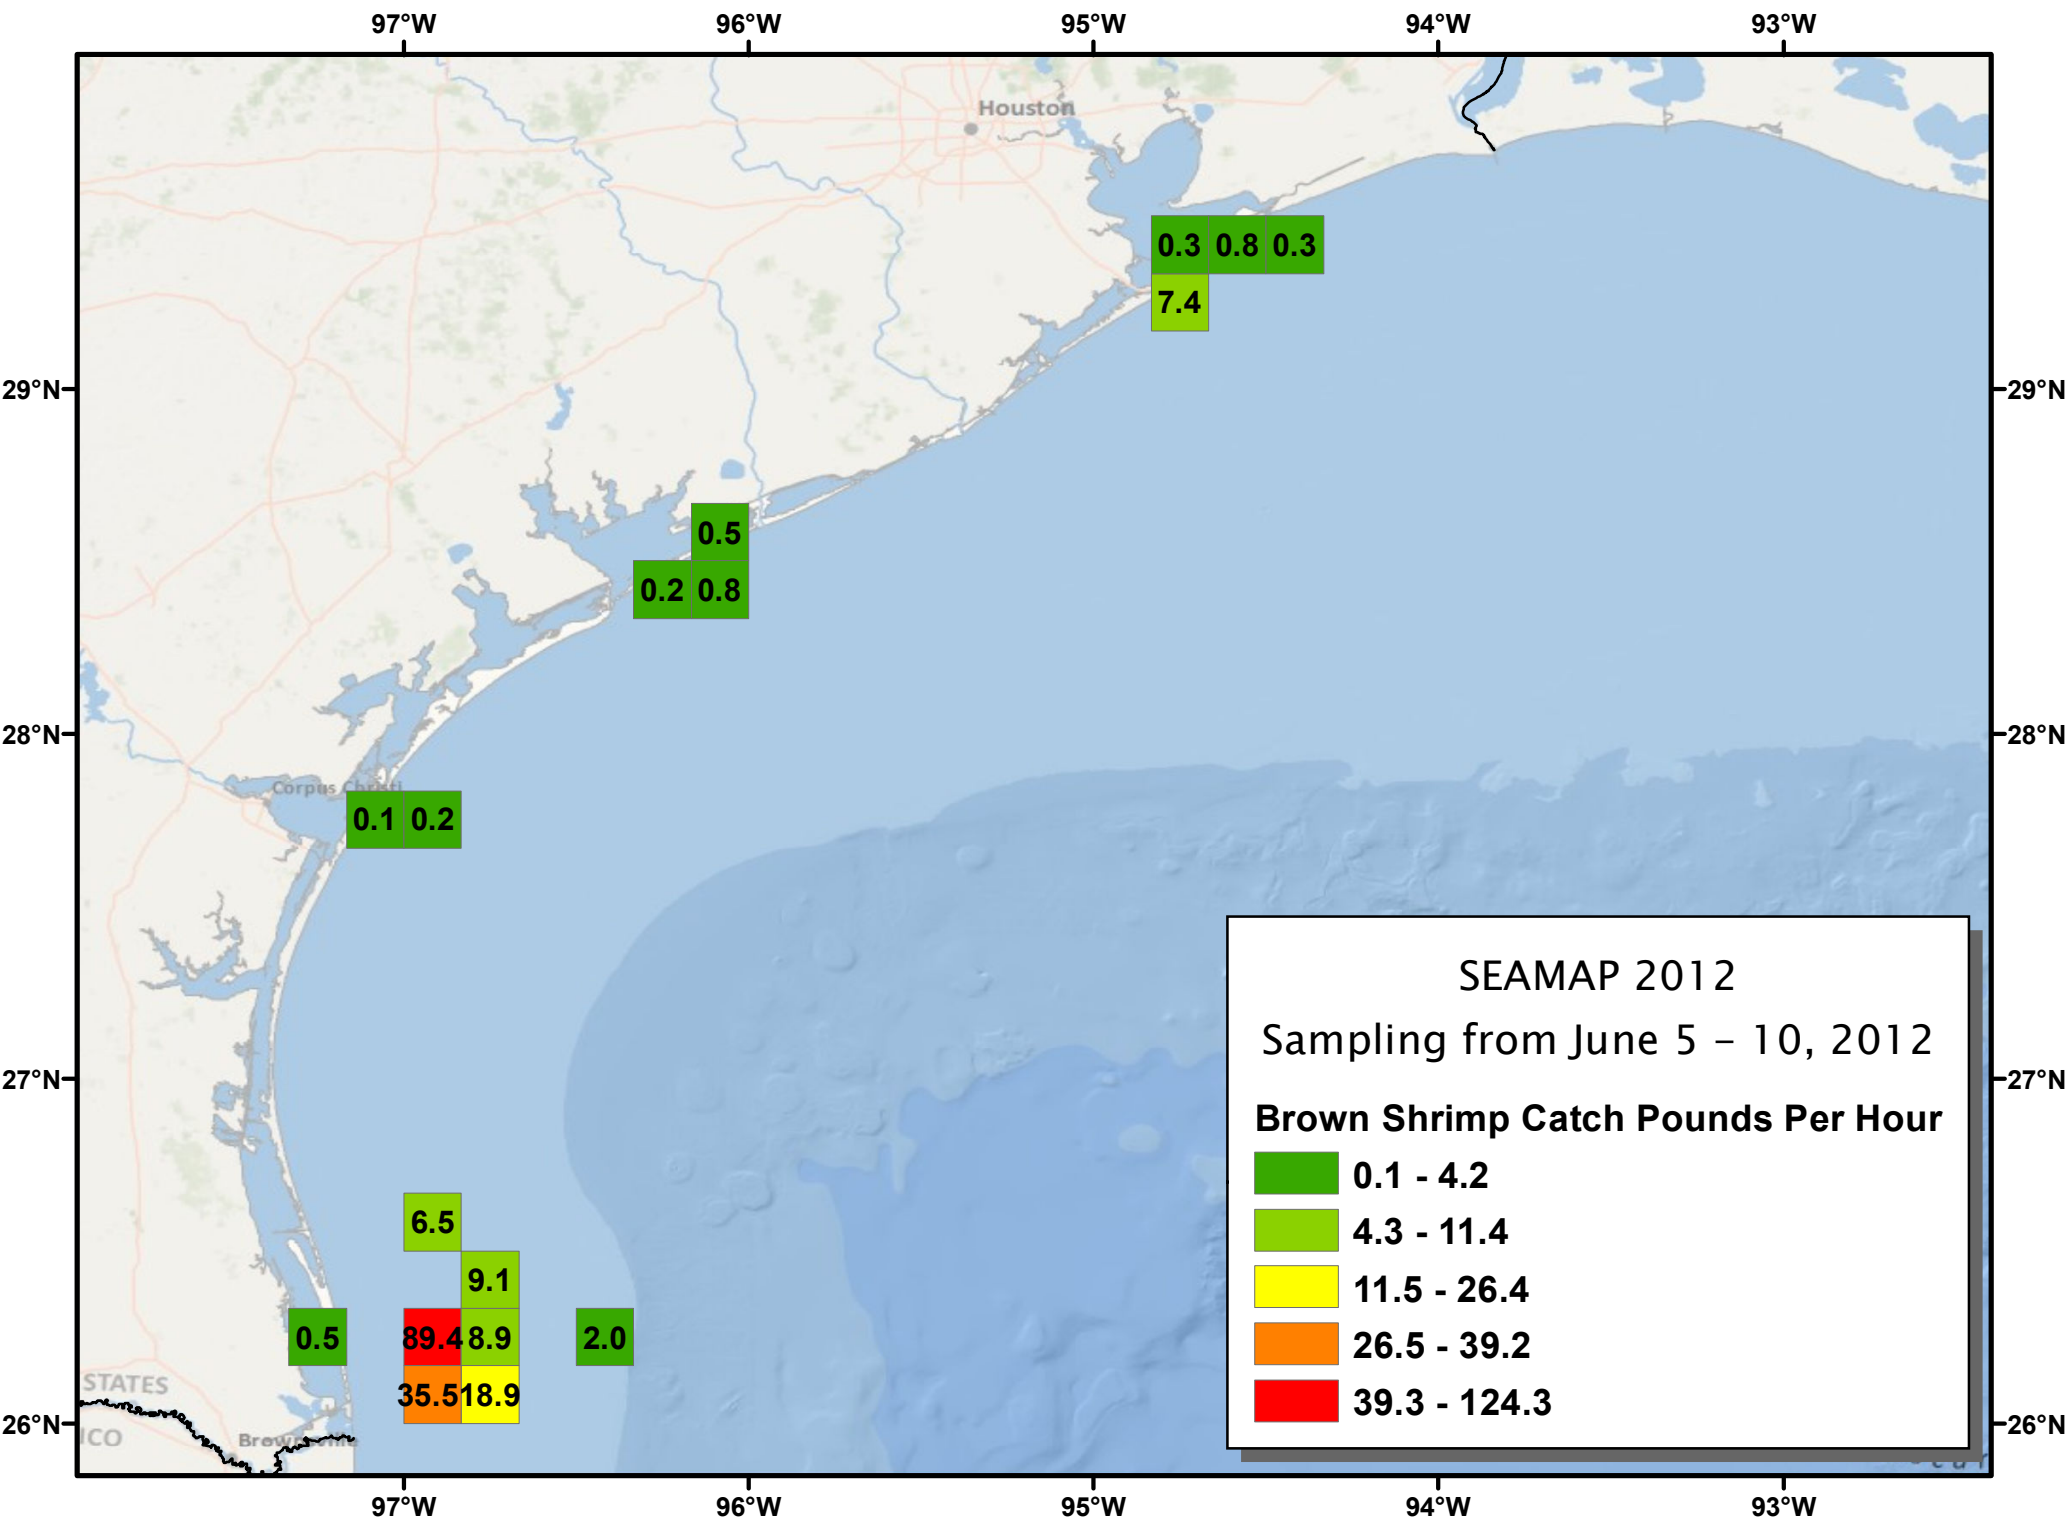 97°W 96°W 95°W 94°W 93°W
Houston
0.3 0.8 0.3
7.4
29°N 29°N
0.5
0.2 0.8
28°N 28°N
Corpus Christi
0.1 0.2
SEAMAP 2012
Sampling from June 5 – 10, 2012
27°N 27°N
Brown Shrimp Catch Pounds Per Hour
0.1 - 4.2
4.3 - 11.4
11.5 - 26.4
26.5 - 39.2
39.3 - 124.3
6.5
9.1
0.5 89.4 8.9 2.0
35.5 18.9
STATES
26°N 26°N
ICO
Brownsville
97°W 96°W 95°W 94°W 93°W